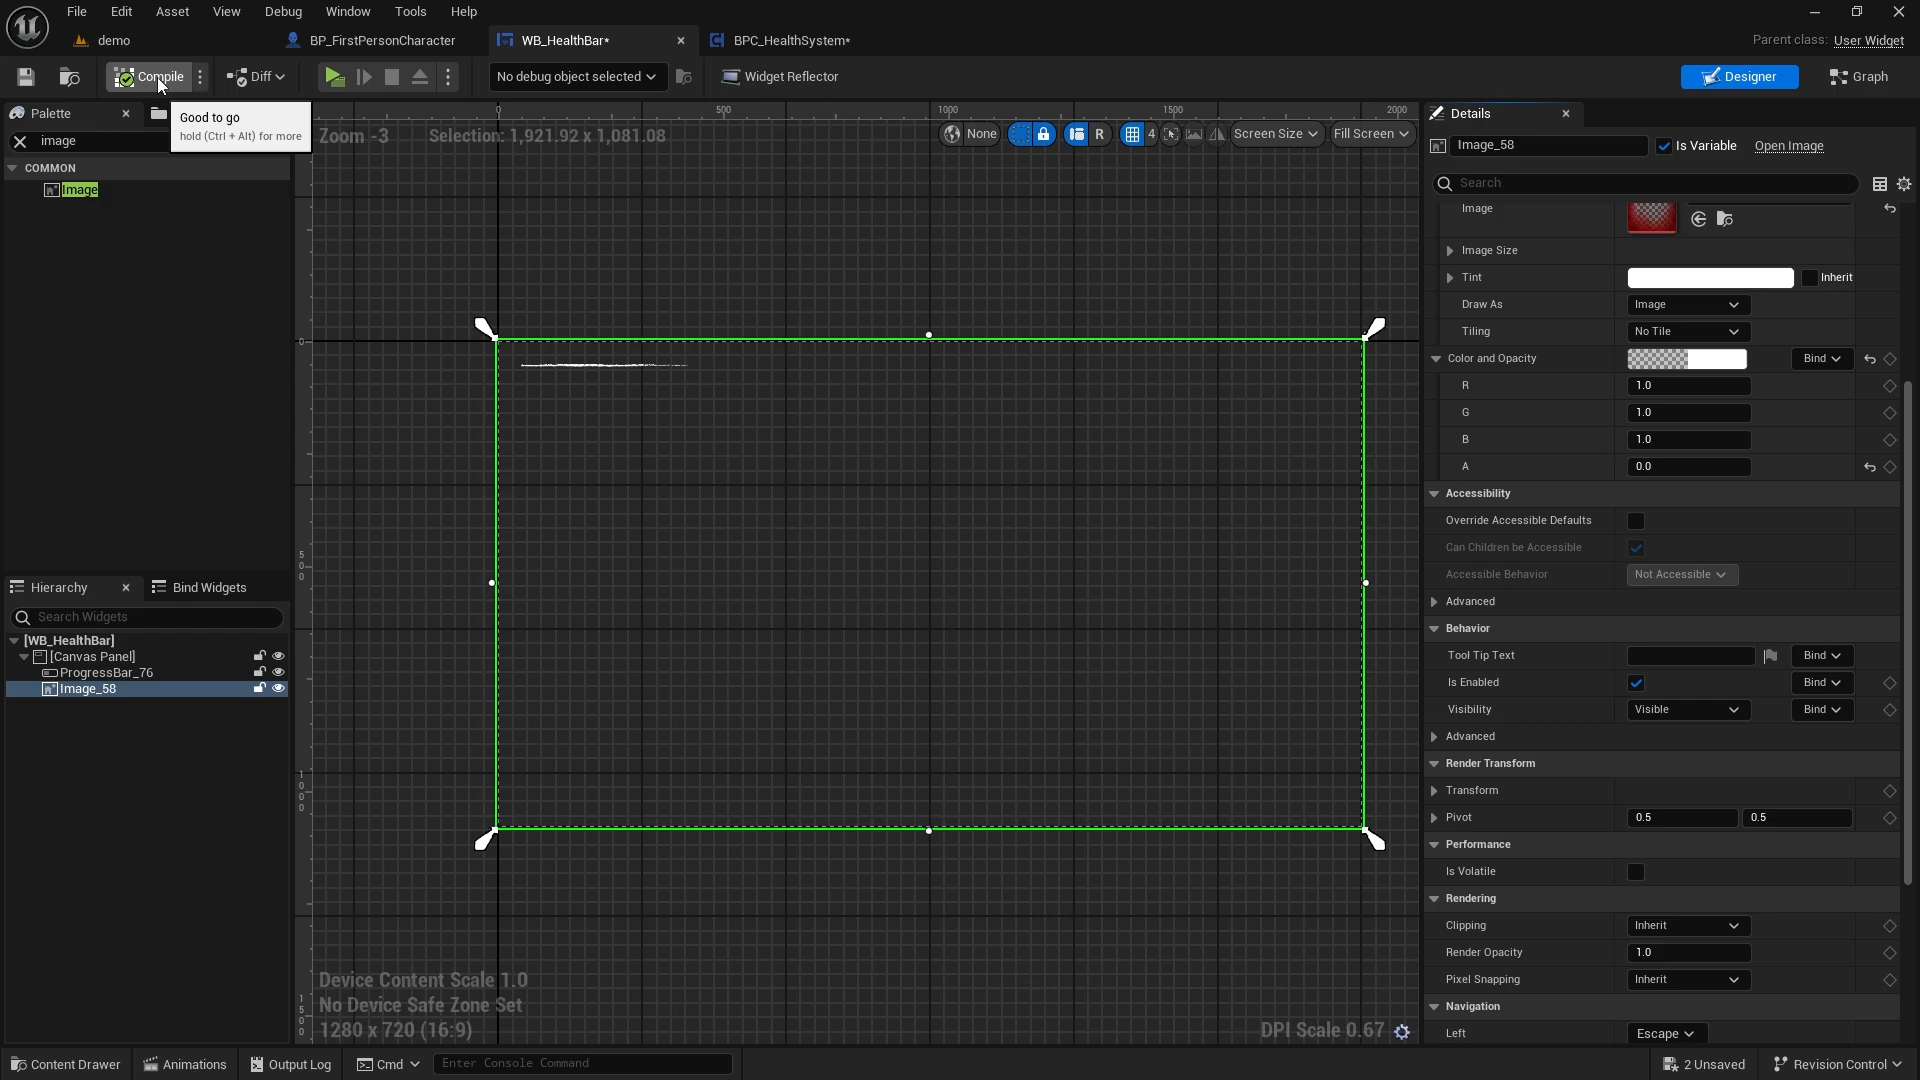 File Edit Asset View Debug Window Tools Help
demo BP_FirstPersonCharacter WB_HealthBar* BPC_HealthSystem* Parent class: User Widget
Compile Diff No debug object selected Widget Reflector Designer Graph
Good to go
hold (Ctrl + Alt) for more
Palette
image
COMMON
Image
Zoom -3 Selection: 1,921.92 x 1,081.08 None R 4 Screen Size Fill Screen
0 500 1000 1500 2000
0
500
1000
1500
Device Content Scale 1.0
No Device Safe Zone Set
1280 x 720 (16:9) DPI Scale 0.67
Hierarchy Bind Widgets
Search Widgets
[WB_HealthBar]
[Canvas Panel]
ProgressBar_76
Image_58
Details
Image_58 Is Variable Open Image
Search
Image
Image Size
Tint Inherit
Draw As Image
Tiling No Tile
Color and Opacity Bind
R 1.0
G 1.0
B 1.0
A 0.0
Accessibility
Override Accessible Defaults
Can Children be Accessible
Accessible Behavior Not Accessible
Advanced
Behavior
Tool Tip Text Bind
Is Enabled Bind
Visibility Visible Bind
Advanced
Render Transform
Transform
Pivot 0.5 0.5
Performance
Is Volatile
Rendering
Clipping Inherit
Render Opacity 1.0
Pixel Snapping Inherit
Navigation
Left Escape
Content Drawer Animations Output Log Cmd Enter Console Command 2 Unsaved Revision Control